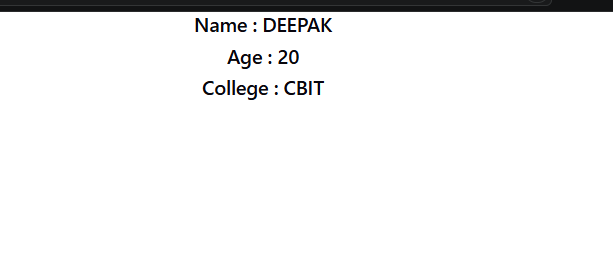 Name : DEEPAK
Age : 20
College : CBIT